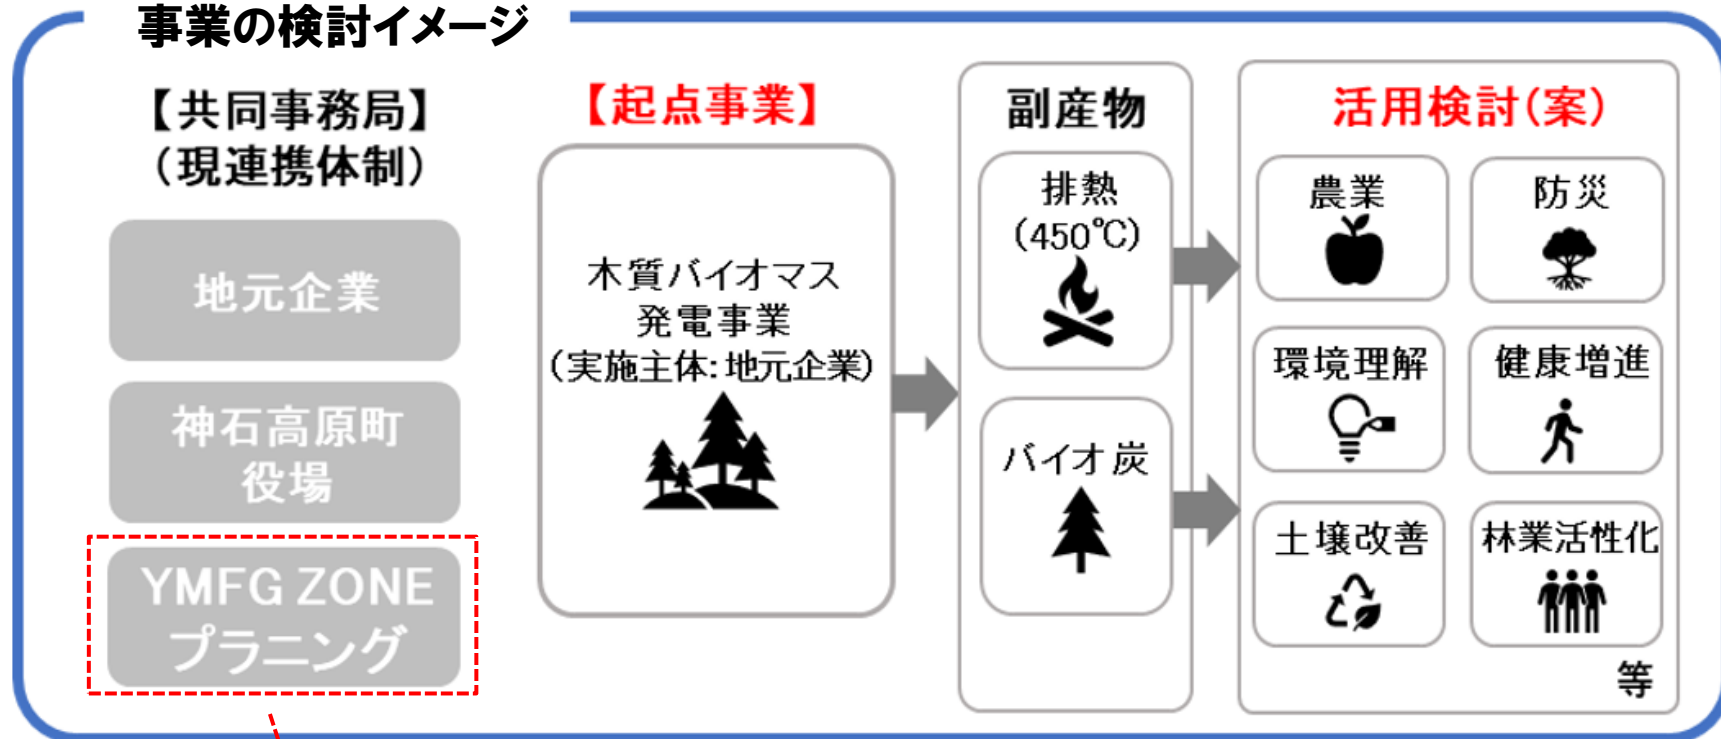 事業の検討イメージ
【共同事務局】
（現連携体制）
地元企業
神石高原町
役場
YMFG ZONE
プラニング
【起点事業】
木質バイオマス
発電事業
（実施主体：地元企業）
副産物
排熱
（450℃）
バイオ炭
活用検討（案）
農業
防災
環境理解
健康増進
土壌改善
林業活性化
等